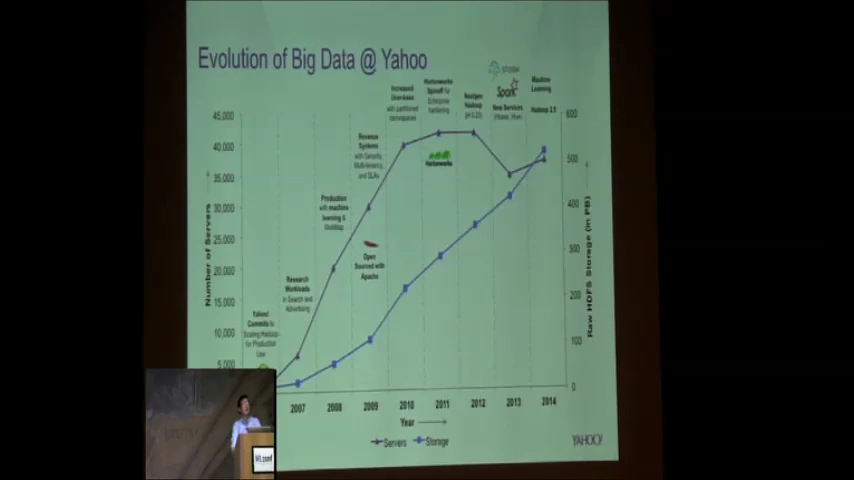 Evolution of Big Data @ Yahoo
STORM
Spark
Machine
Learning
Hadoop 2.5
New Services
(HBase, Hive)
Nextgen
Hadoop
Hortonworks
Spinoff for
Enterprise
hardening
Increased
User-base
with partitioned
namespaces
Revenue
Systems
with Security,
Multi-tenancy,
and SLAs
Production
with machine
learning &
WebMap
Open
Sourced with
Apache
Hortonworks
Research
Workloads
in Search and
Advertising
Yahoo!
Commits to
Scaling Hadoop
for Production
Use
45,000
40,000
35,000
30,000
25,000
20,000
15,000
10,000
5,000
Number of Servers
600
500
400
300
200
100
0
Raw HDFS Storage (in PB)
2007 2008 2009 2010 2011 2012 2013 2014
Year
Servers Storage
YAHOO!
MLconf